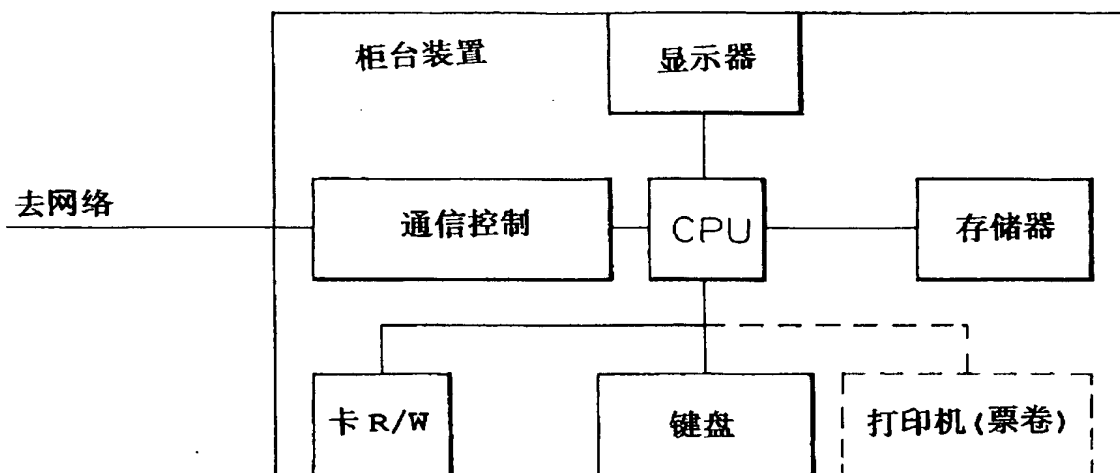 柜台装置
显示器
去网络
通信控制
CPU
存储器
卡 R/W
键盘
打印机(票卷)